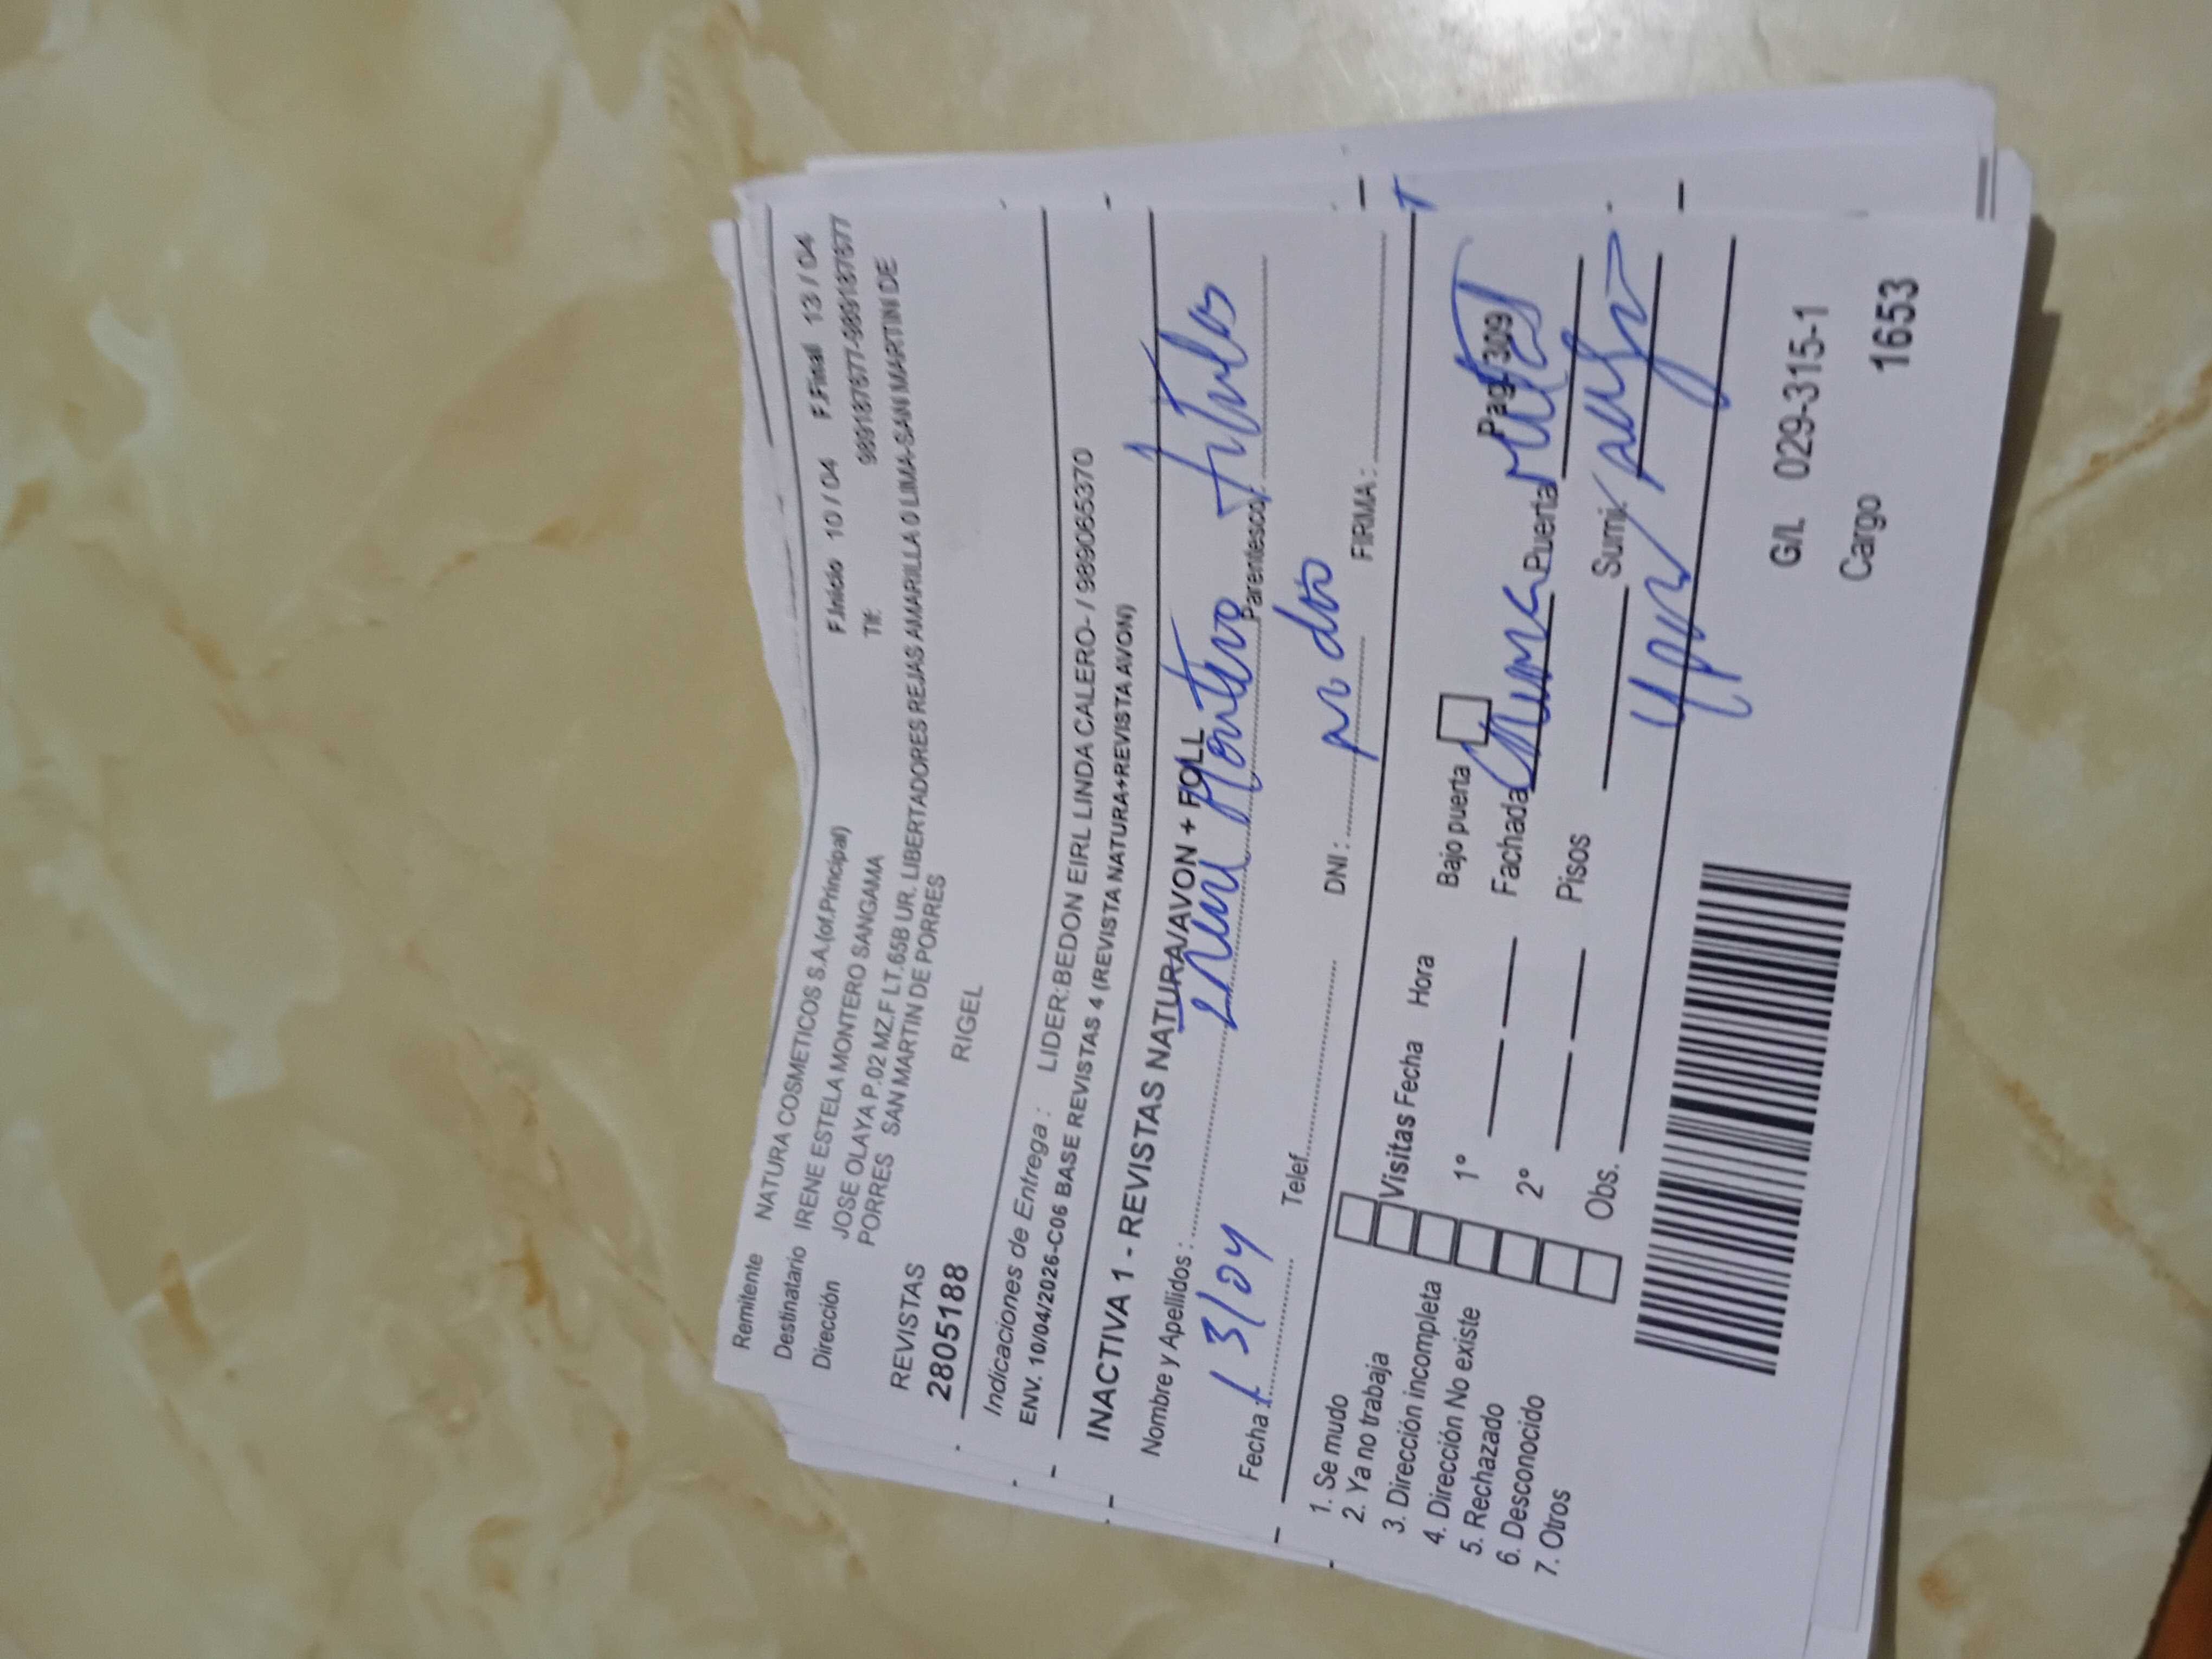 Remitente NATURA COSMETICOS S.A.(of.Principal) F.Inicio 10 / 04 F.Final 13 / 04
Destinatario IRENE ESTELA MONTERO SANGAMA Tlf:
Dirección JOSE OLAYA P.02 MZ.F LT.65B UR. LIBERTADORES REJAS AMARILLA 0 LIMA-SAN MARTIN DE
PORRES SAN MARTIN DE PORRES
REVISTAS RIGEL
2805188
Indicaciones de Entrega : LIDER:BEDON EIRL LINDA CALERO- / 989065370
ENV. 10/04/2026-C06 BASE REVISTAS 4 (REVISTA NATURA+REVISTA AVON)
INACTIVA 1 - REVISTAS NATURA/AVON + FOLL
Nombre y Apellidos : Montero Parentesco: titular
Fecha : 13/04 Telef. DNI : no dio FIRMA :
1. Se mudo
2. Ya no trabaja
3. Dirección incompleta
4. Dirección No existe
5. Rechazado
6. Desconocido
7. Otros
Visitas Fecha Hora
1°
2°
Obs.
Bajo puerta Pag-309
Fachada Puerta
Pisos Sumi.
G/L 029-315-1
Cargo 1653